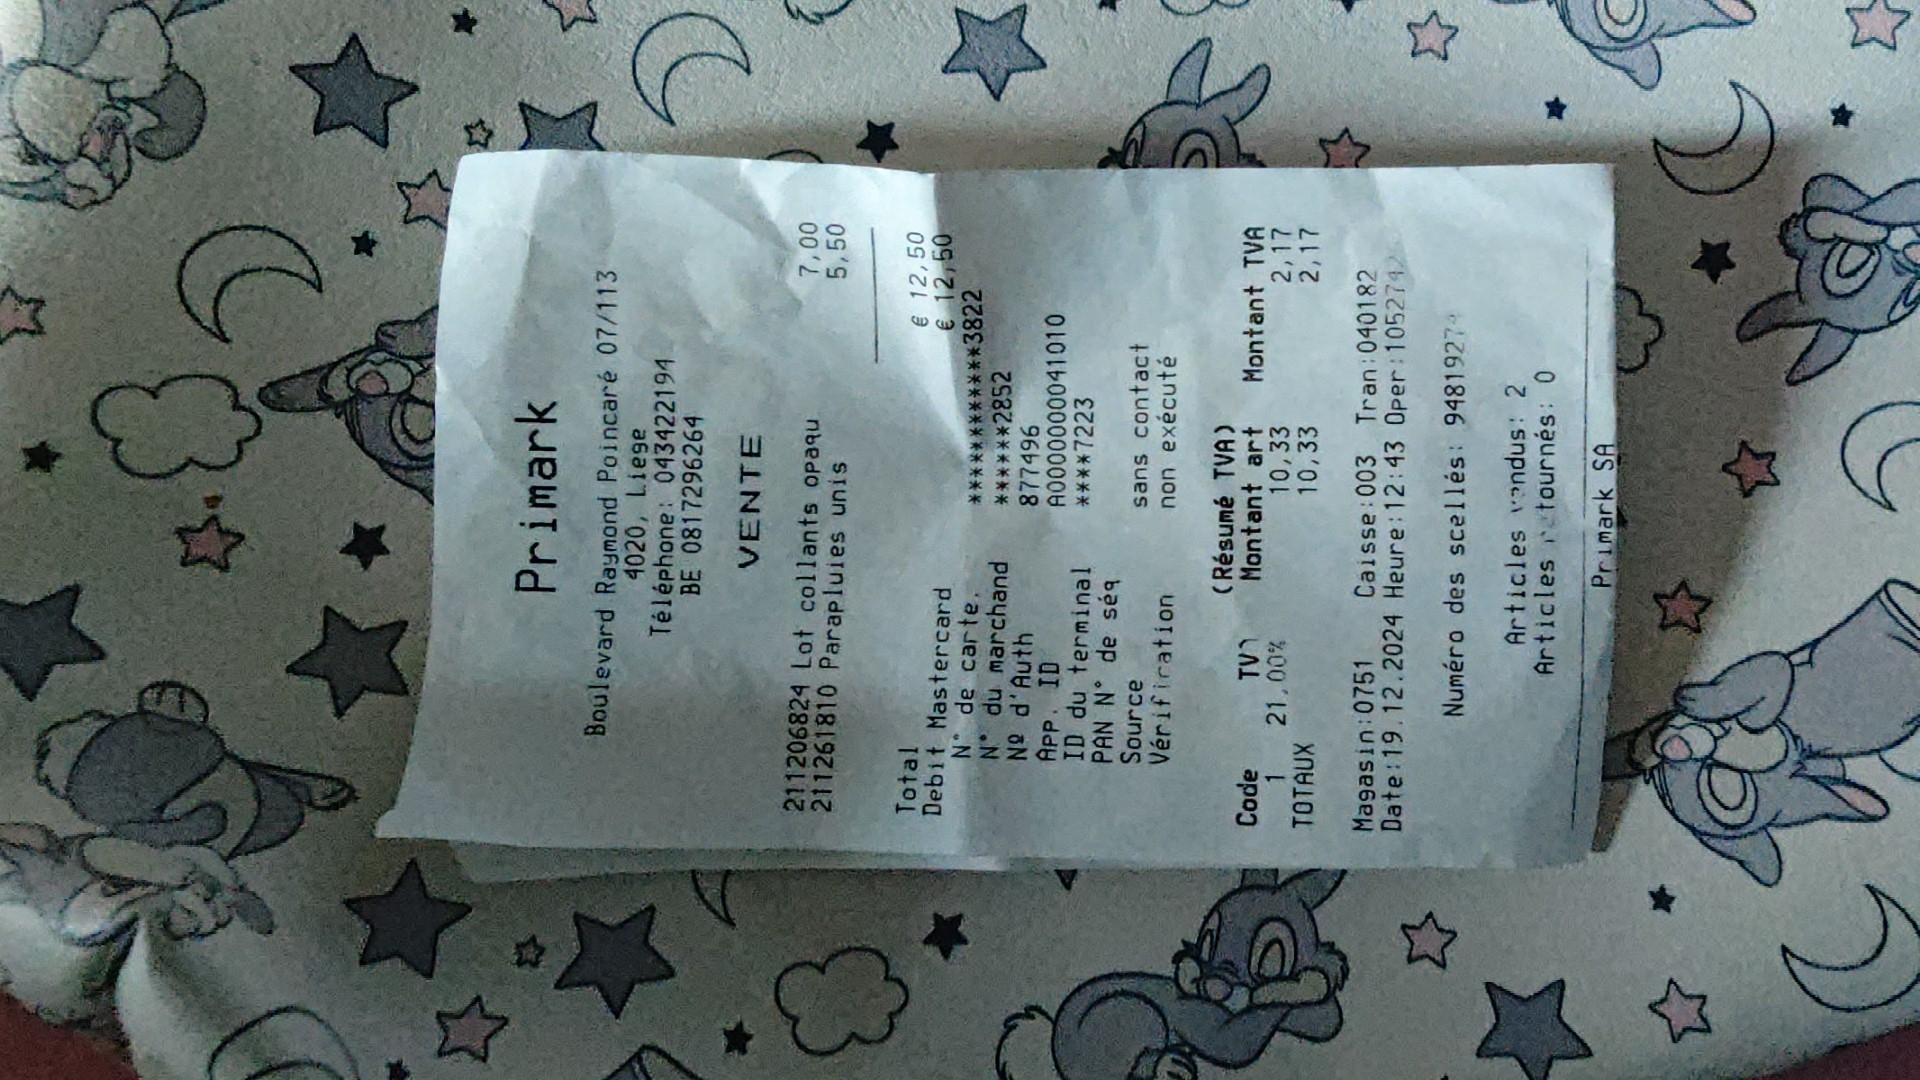 Primark
Boulevard Raymond Poincaré 07/113
4020, Liege
Téléphone: 043422194
BE 0817296264
VENTE
2111206824 Lot collants opaqu 7,00
2112261810 Parapluies unis 5,50
Total € 12,50
Debit Mastercard € 12,50
N° de carte. ************3822
N° du marchand ******2852
Nº d'Auth 877496
App. ID A0000000041010
ID du terminal ****7223
PAN N° de séq
Source sans contact
Vérification non exécuté
(Résumé TVA)
Code TVA Montant art Montant TVA
1 21,00% 10,33 2,17
TOTAUX 10,33 2,17
Magasin:0751 Caisse:003 Tran:040182
Date:19.12.2024 Heure:12:43 Oper:
Numéro des scellés:
Articles vendus: 2
Articles retournés: 0
Primark SA